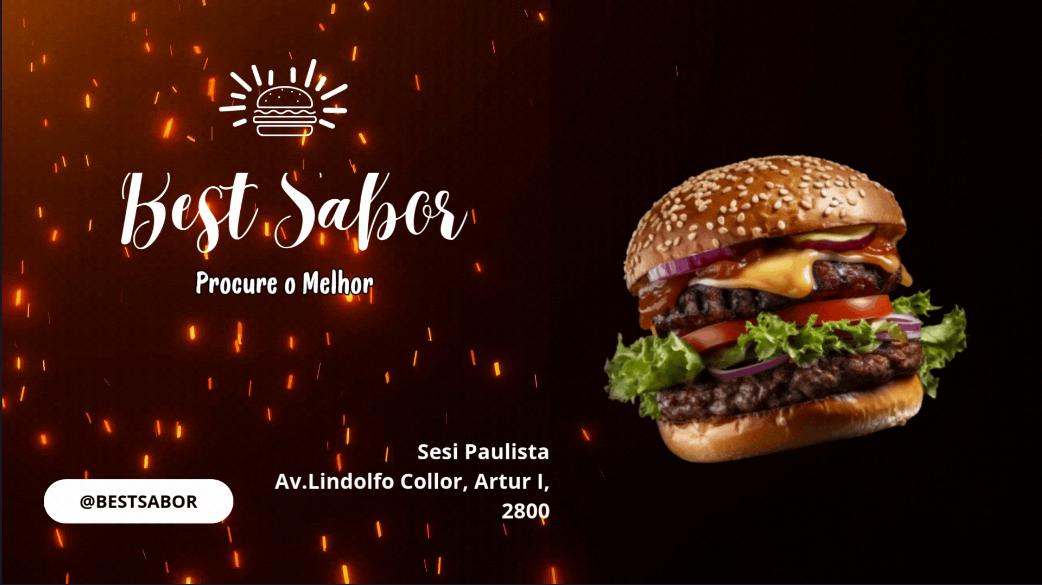 Best Sabor
Procure o Melhor
Sesi Paulista
Av.Lindolfo Collor, Artur I,
2800
@BESTSABOR